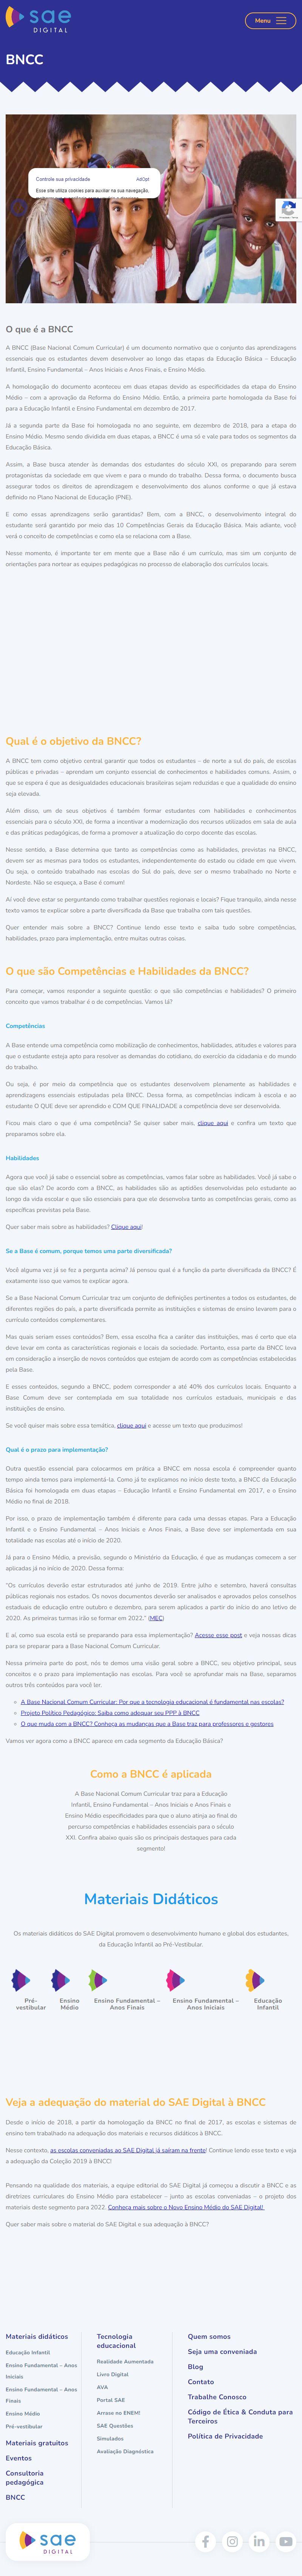 sae
DIGITAL
Menu
BNCC
Controle sua privacidade
AdOpt
Esse site utiliza cookies para auxiliar na sua navegação,
O que é a BNCC
A BNCC (Base Nacional Comum Curricular) é um documento normativo que o conjunto das aprendizagens
essenciais que os estudantes devem desenvolver ao longo das etapas da Educação Básica – Educação
Infantil, Ensino Fundamental – Anos Iniciais e Anos Finais, e Ensino Médio.
A homologação do documento aconteceu em duas etapas devido as especificidades da etapa do Ensino
Médio – com a aprovação da Reforma do Ensino Médio. Então, a primeira parte homologada da Base foi
para a Educação Infantil e Ensino Fundamental em dezembro de 2017.
Já a segunda parte da Base foi homologada no ano seguinte, em dezembro de 2018, para a etapa do
Ensino Médio. Mesmo sendo dividida em duas etapas, a BNCC é uma só e vale para todos os segmentos da
Educação Básica.
Assim, a Base busca atender às demandas dos estudantes do século XXI, os preparando para serem
protagonistas da sociedade em que vivem e para o mundo do trabalho. Dessa forma, o documento busca
assegurar todos os direitos de aprendizagem e desenvolvimento dos alunos conforme o que já estava
definido no Plano Nacional de Educação (PNE).
E como essas aprendizagens serão garantidas? Bem, com a BNCC, o desenvolvimento integral do
estudante será garantido por meio das 10 Competências Gerais da Educação Básica. Mais adiante, você
verá o conceito de competências e como ela se relaciona com a Base.
Nesse momento, é importante ter em mente que a Base não é um currículo, mas sim um conjunto de
orientações para nortear as equipes pedagógicas no processo de elaboração dos currículos locais.
Qual é o objetivo da BNCC?
A BNCC tem como objetivo central garantir que todos os estudantes – de norte a sul do país, de escolas
públicas e privadas – aprendam um conjunto essencial de conhecimentos e habilidades comuns. Assim, o
que se espera é que as desigualdades educacionais brasileiras sejam reduzidas e que a qualidade do ensino
seja elevada.
Além disso, um de seus objetivos é também formar estudantes com habilidades e conhecimentos
essenciais para o século XXI, de forma a incentivar a modernização dos recursos utilizados em sala de aula
e das práticas pedagógicas, de forma a promover a atualização do corpo docente das escolas.
Nesse sentido, a Base determina que tanto as competências como as habilidades, previstas na BNCC,
devem ser as mesmas para todos os estudantes, independentemente do estado ou cidade em que vivem.
Ou seja, o conteúdo trabalhado nas escolas do Sul do país, deve ser o mesmo trabalhado no Norte e
Nordeste. Não se esqueça, a Base é comum!
Aí você deve estar se perguntando como trabalhar questões regionais e locais? Fique tranquilo, ainda nesse
texto vamos te explicar sobre a parte diversificada da Base que trabalha com tais questões.
Quer entender mais sobre a BNCC? Continue lendo esse texto e saiba tudo sobre competências,
habilidades, prazo para implementação, entre muitas outras coisas.
O que são Competências e Habilidades da BNCC?
Para começar, vamos responder a seguinte questão: o que são competências e habilidades? O primeiro
conceito que vamos trabalhar é o de competências. Vamos lá?
Competências
A Base entende uma competência como mobilização de conhecimentos, habilidades, atitudes e valores para
que o estudante esteja apto para resolver as demandas do cotidiano, do exercício da cidadania e do mundo
do trabalho.
Ou seja, é por meio da competência que os estudantes desenvolvem plenamente as habilidades e
aprendizagens essenciais estipuladas pela BNCC. Dessa forma, as competências indicam à escola e ao
estudante O QUE deve ser aprendido e COM QUE FINALIDADE a competência deve ser desenvolvida.
Ficou mais claro o que é uma competência? Se quiser saber mais, clique aqui e confira um texto que
preparamos sobre ela.
Habilidades
Agora que você já sabe o essencial sobre as competências, vamos falar sobre as habilidades. Você já sabe o
que são elas? De acordo com a BNCC, as habilidades são as aptidões desenvolvidas pelo estudante ao
longo da vida escolar e que são essenciais para que ele desenvolva tanto as competências gerais, como as
específicas previstas pela Base.
Quer saber mais sobre as habilidades? Clique aqui!
Se a Base é comum, porque temos uma parte diversificada?
Você alguma vez já se fez a pergunta acima? Já pensou qual é a função da parte diversificada da BNCC? É
exatamente isso que vamos te explicar agora.
Se a Base Nacional Comum Curricular traz um conjunto de definições pertinentes a todos os estudantes, de
diferentes regiões do país, a parte diversificada permite as instituições e sistemas de ensino levarem para o
currículo conteúdos complementares.
Mas quais seriam esses conteúdos? Bem, essa escolha fica a caráter das instituições, mas é certo que ela
deve levar em conta as características regionais e locais da sociedade. Portanto, essa parte da BNCC leva
em consideração a inserção de novos conteúdos que estejam de acordo com as competências estabelecidas
pela Base.
E esses conteúdos, segundo a BNCC, podem corresponder a até 40% dos currículos locais. Enquanto a
Base Comum deve ser contemplada em sua totalidade nos currículos estaduais, municipais e das
instituições de ensino.
Se você quiser mais sobre essa temática, clique aqui e acesse um texto que produzimos!
Qual é o prazo para implementação?
Outra questão essencial para colocarmos em prática a BNCC em nossa escola é compreender quanto
tempo ainda temos para implementá-la. Como já te explicamos no início deste texto, a BNCC da Educação
Básica foi homologada em duas etapas – Educação Infantil e Ensino Fundamental em 2017, e o Ensino
Médio no final de 2018.
Por isso, o prazo de implementação também é diferente para cada uma dessas etapas. Para a Educação
Infantil e o Ensino Fundamental – Anos Iniciais e Anos Finais, a Base deve ser implementada em sua
totalidade nas escolas até o início de 2020.
Já para o Ensino Médio, a previsão, segundo o Ministério da Educação, é que as mudanças comecem a ser
aplicadas já no início de 2020. Dessa forma:
“Os currículos deverão estar estruturados até junho de 2019. Entre julho e setembro, haverá consultas
públicas regionais nos estados. Os novos documentos deverão ser analisados e aprovados pelos conselhos
estaduais de educação entre outubro e dezembro, para serem aplicados a partir do início do ano letivo de
2020. As primeiras turmas irão se formar em 2022.” (MEC)
E aí, como sua escola está se preparando para essa implementação? Acesse esse post e veja nossas dicas
para se preparar para a Base Nacional Comum Curricular.
Nessa primeira parte do post, nós te demos uma visão geral sobre a BNCC, seu objetivo principal, seus
conceitos e o prazo para implementação nas escolas. Para você se aprofundar mais na Base, separamos
três conteúdos para você ler.
A Base Nacional Comum Curricular: Por que a tecnologia educacional é fundamental nas escolas?
Projeto Político Pedagógico: Saiba como adequar seu PPP à BNCC
O que muda com a BNCC? Conheça as mudanças que a Base traz para professores e gestores
Vamos ver agora como a BNCC aparece em cada segmento da Educação Básica?
Como a BNCC é aplicada
A Base Nacional Comum Curricular traz para a Educação
Infantil, Ensino Fundamental – Anos Iniciais e Anos Finais e
Ensino Médio especificidades para que o aluno atinja ao final do
percurso competências e habilidades essenciais para o século
XXI. Confira abaixo quais são os principais destaques para cada
segmento!
Materiais Didáticos
Os materiais didáticos do SAE Digital promovem o desenvolvimento humano e global dos estudantes,
da Educação Infantil ao Pré-Vestibular.
Pré-
vestibular
Ensino
Médio
Ensino Fundamental –
Anos Finais
Ensino Fundamental –
Anos Iniciais
Educação
Infantil
Veja a adequação do material do SAE Digital à BNCC
Desde o início de 2018, a partir da homologação da BNCC no final de 2017, as escolas e sistemas de
ensino tem trabalhado na adequação dos materiais e recursos didáticos à BNCC.
Nesse contexto, as escolas conveniadas ao SAE Digital já saíram na frente! Continue lendo esse texto e veja
a adequação da Coleção 2019 à BNCC!
Pensando na qualidade dos materiais, a equipe editorial do SAE Digital já começou a discutir a BNCC e as
diretrizes curriculares do Ensino Médio para estabelecer – junto as escolas conveniadas – o projeto dos
materiais deste segmento para 2022. Conheça mais sobre o Novo Ensino Médio do SAE Digital!
Quer saber mais sobre o material do SAE Digital e sua adequação à BNCC?
Materiais didáticos
Educação Infantil
Ensino Fundamental – Anos
Iniciais
Ensino Fundamental – Anos
Finais
Ensino Médio
Pré-vestibular
Materiais gratuitos
Eventos
Consultoria
pedagógica
BNCC
Tecnologia
educacional
Realidade Aumentada
Livro Digital
AVA
Portal SAE
Arrase no ENEM!
SAE Questões
Simulados
Avaliação Diagnóstica
Quem somos
Seja uma conveniada
Blog
Contato
Trabalhe Conosco
Código de Ética & Conduta para
Terceiros
Política de Privacidade
sae
DIGITAL